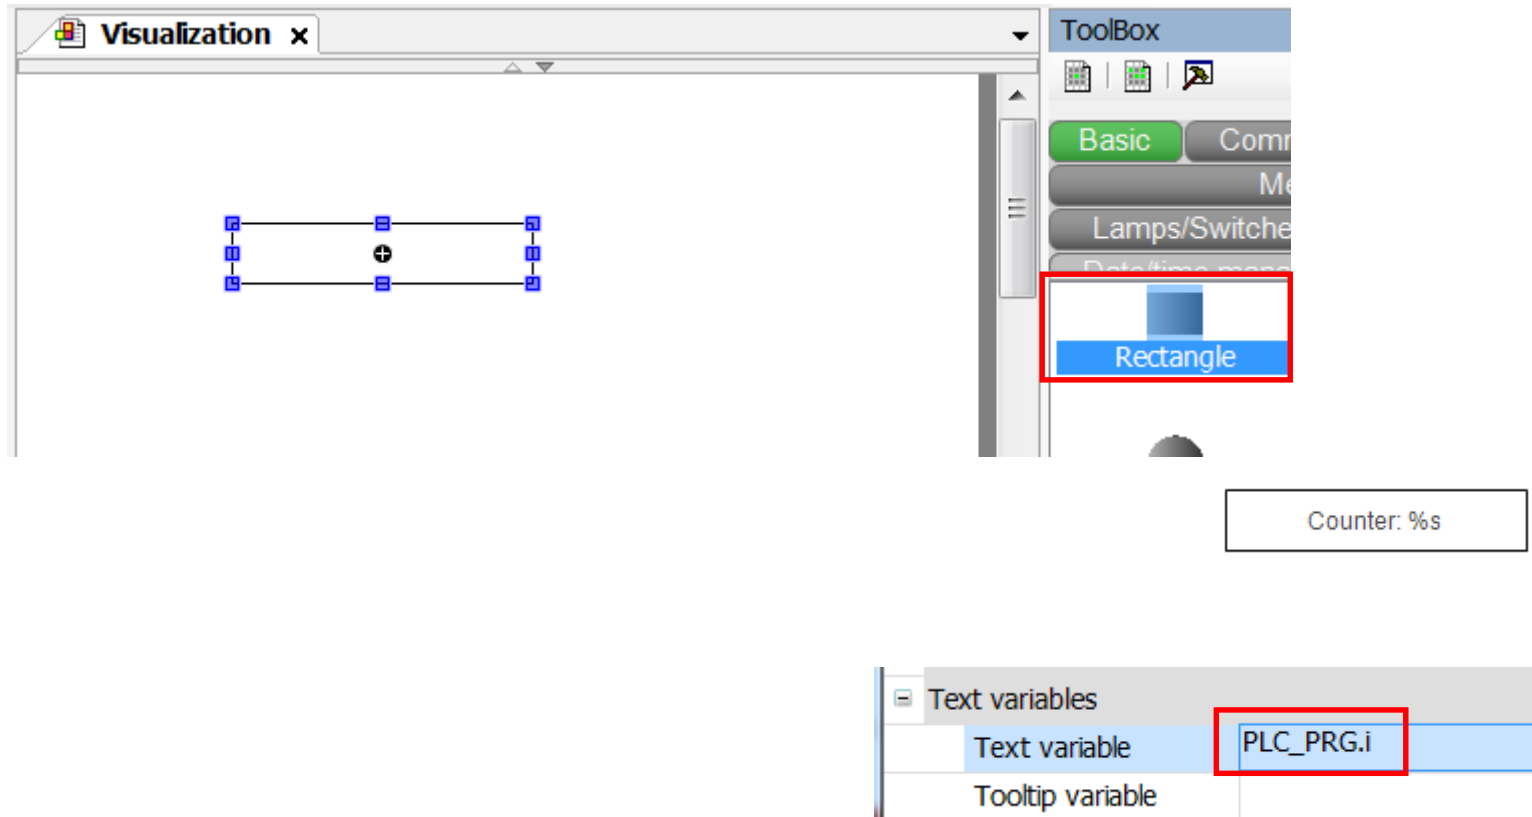 Visualization x
ToolBox
Basic
Lamps/Switche
Rectangle
Counter: %s
Text variables
Text variable PLC_PRG.i
Tooltip variable